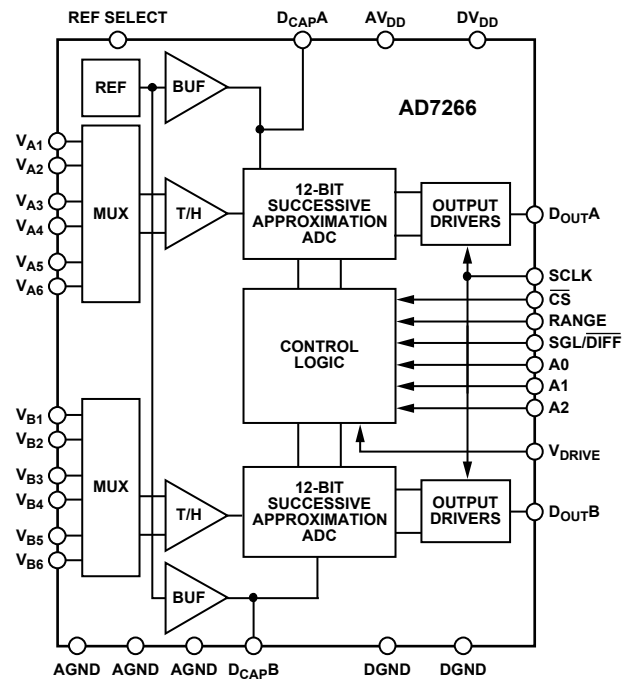 REF SELECT
DCAPA
AVDD
DVDD
REF
BUF
AD7266
VA1
VA2
VA3
VA4
VA5
VA6
MUX
T/H
12-BIT
SUCCESSIVE
APPROXIMATION
ADC
OUTPUT
DRIVERS
DOUTA
SCLK
C̅S̅
RANGE
SGL/D̅I̅F̅F̅
A0
A1
A2
CONTROL
LOGIC
VDRIVE
VB1
VB2
VB3
VB4
VB5
VB6
MUX
T/H
12-BIT
SUCCESSIVE
APPROXIMATION
ADC
OUTPUT
DRIVERS
DOUTB
BUF
AGND
AGND
AGND
DCAPB
DGND
DGND